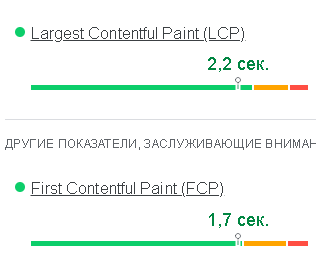 Largest Contentful Paint (LCP)
2,2 сек.
ДРУГИЕ ПОКАЗАТЕЛИ, ЗАСЛУЖИВАЮЩИЕ ВНИМАН
First Contentful Paint (FCP)
1,7 сек.